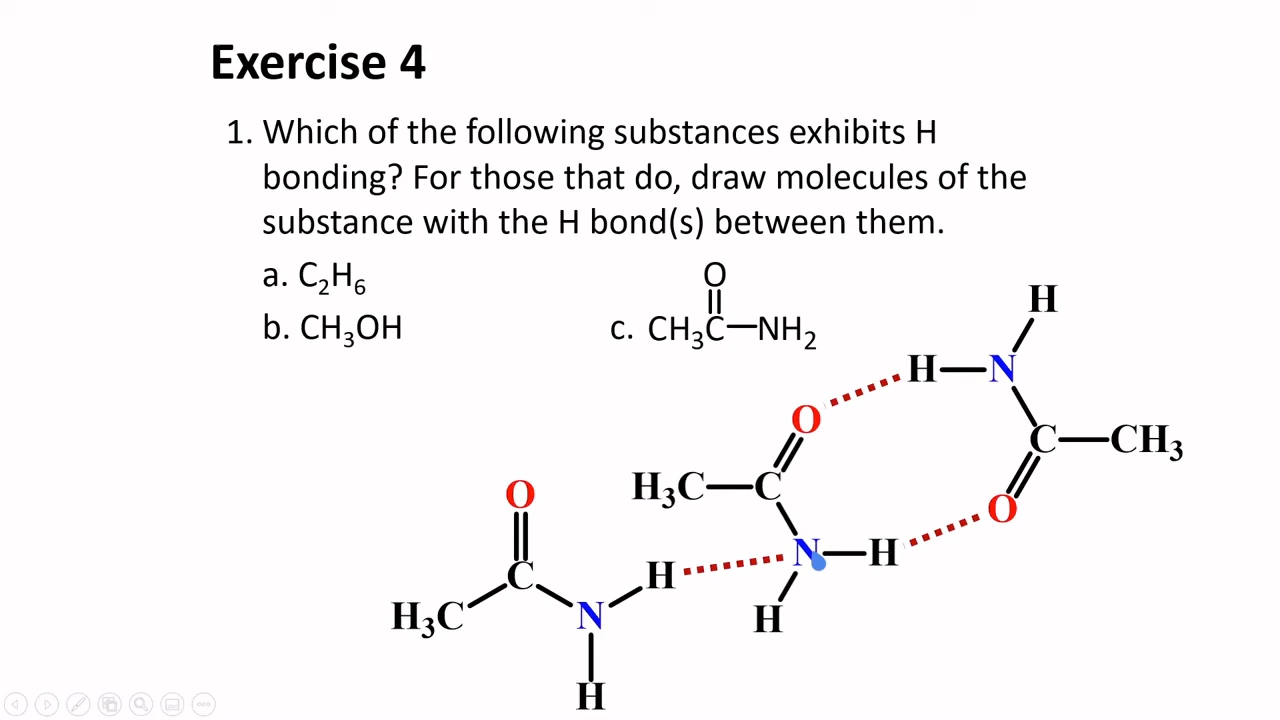 Exercise 4
1. Which of the following substances exhibits H
bonding? For those that do, draw molecules of the
substance with the H bond(s) between them.
a. C₂H₆
O
b. CH₃OH
c. CH₃C—NH₂
H
H N
O
C CH₃
H₃C C
O
O
N H
H
C
H₃C
N
H
H